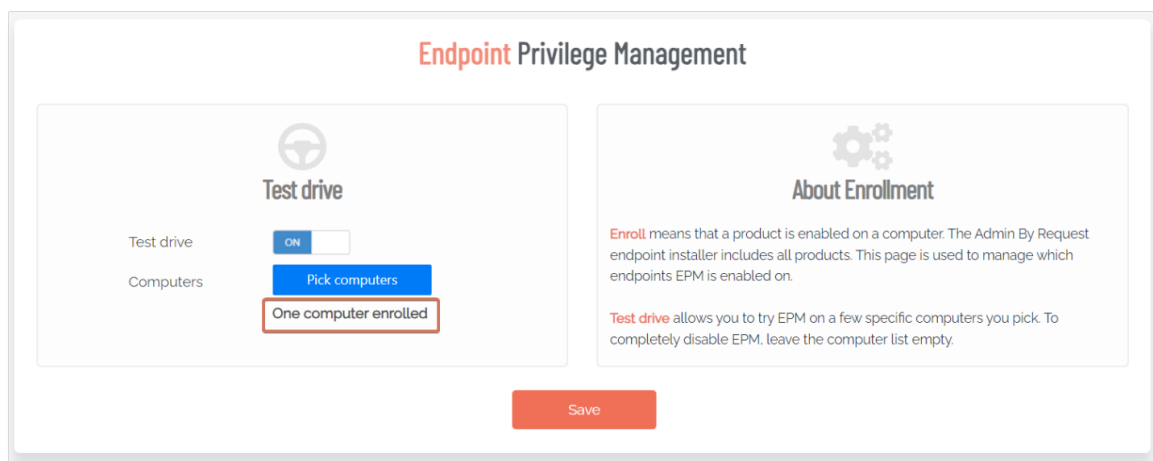 Endpoint Privilege Management
Test drive
Test drive
ON
Computers
Pick computers
One computer enrolled
About Enrollment
Enroll means that a product is enabled on a computer. The Admin By Request
endpoint installer includes all products. This page is used to manage which
endpoints EPM is enabled on.
Test drive allows you to try EPM on a few specific computers you pick. To
completely disable EPM, leave the computer list empty.
Save